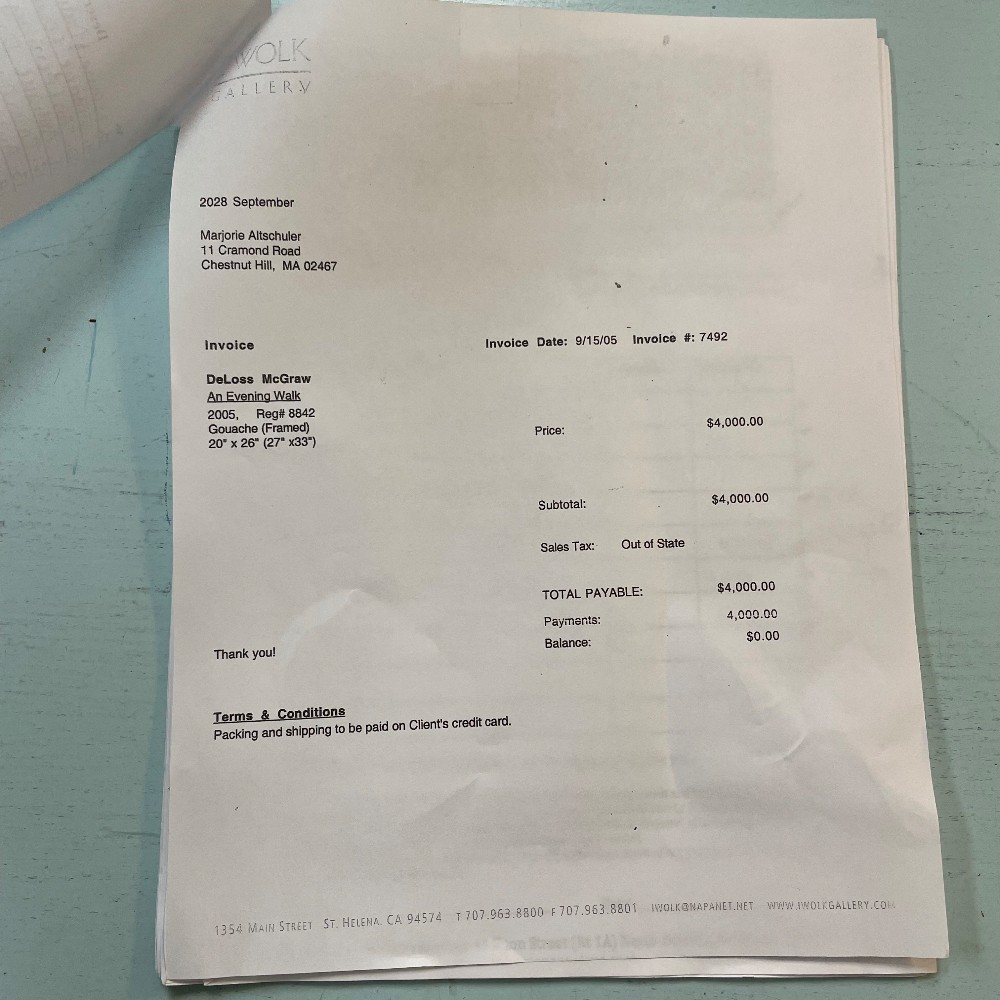 WOLK
GALLERY
2028 September
Marjorie Altschuler
11 Cramond Road
Chestnut Hill, MA 02467
Invoice
Invoice Date: 9/15/05 Invoice #: 7492
DeLoss McGraw
An Evening Walk
2005, Reg# 8842
Gouache (Framed)
20" x 26" (27" x33")
Price: $4,000.00
Subtotal: $4,000.00
Sales Tax: Out of State
TOTAL PAYABLE: $4,000.00
Payments: 4,000.00
Balance: $0.00
Thank you!
Terms & Conditions
Packing and shipping to be paid on Client's credit card.
1354 MAIN STREET ST. HELENA, CA 94574 T 707.963.8800 F 707.963.8801 IWOLK@NAPANET.NET WWW.IWOLKGALLERY.COM